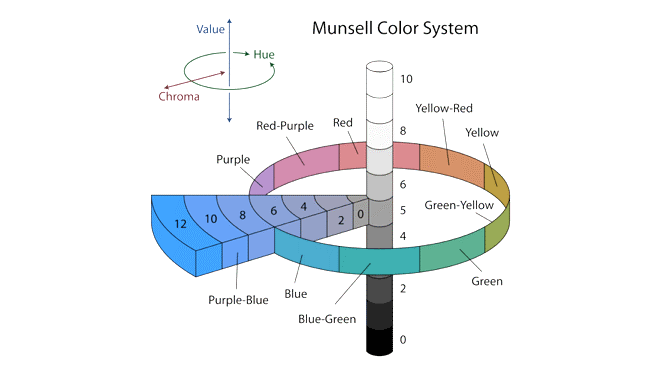 Munsell Color System
Value
Hue
Chroma
10
8
6
5
4
2
0
Red-Purple
Red
Yellow-Red
Yellow
Purple
Green-Yellow
12
10
8
6
4
2
0
Purple-Blue
Blue
Blue-Green
Green